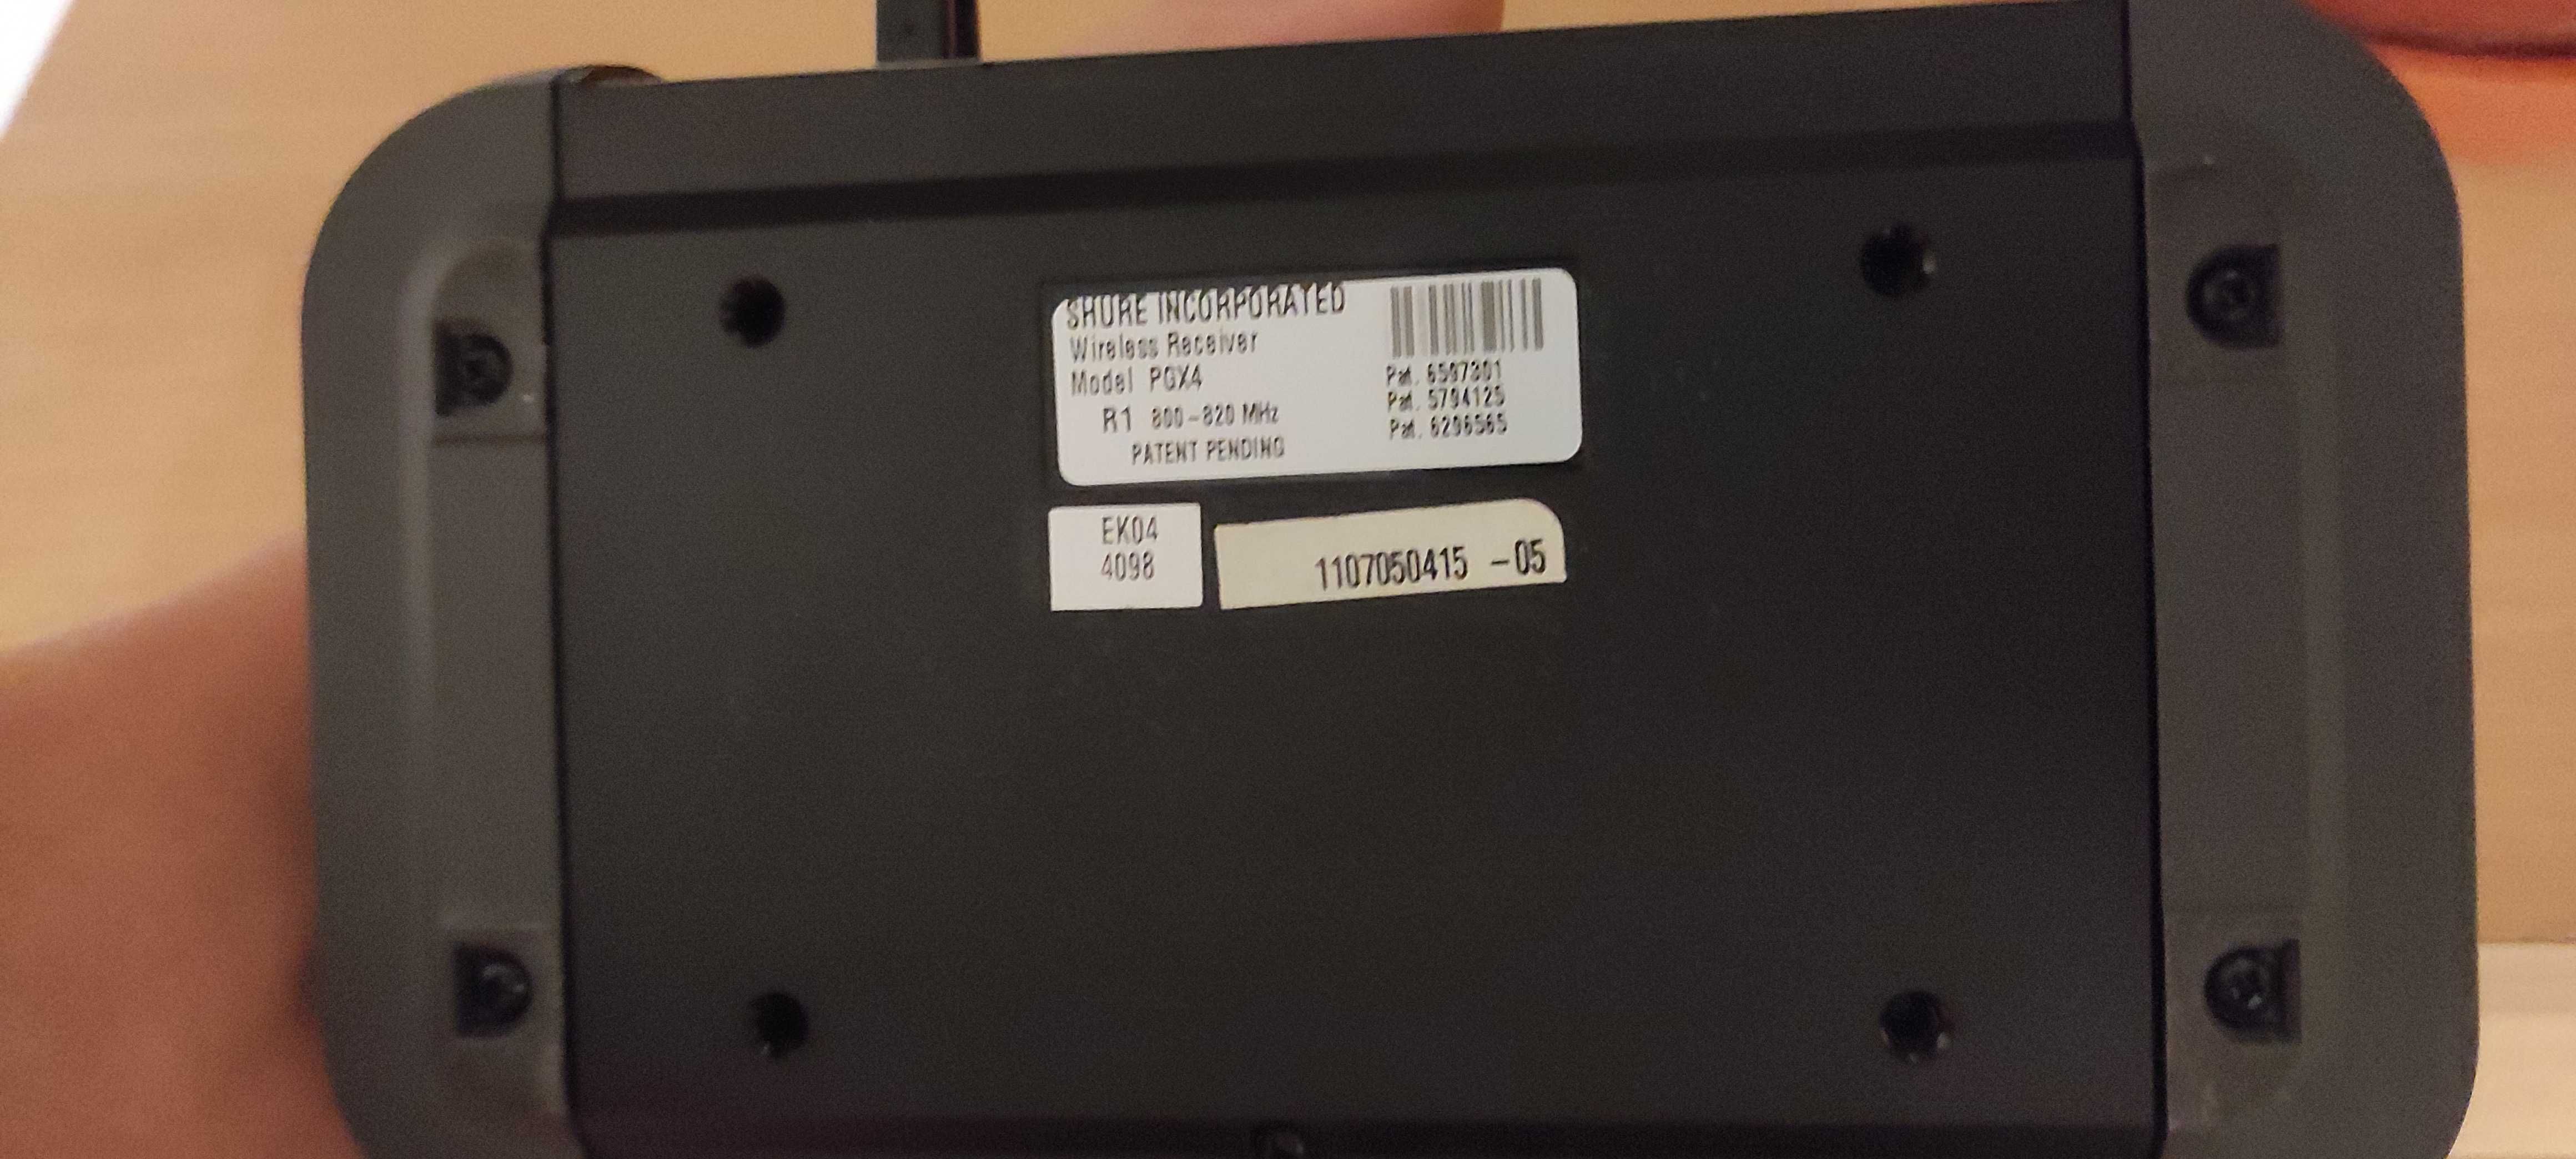 SHURE INCORPORATED
Wireless Receiver
Model PGX4
R1 800-820 MHz
PATENT PENDING
Pat. 6597301
Pat. 5794125
Pat. 6296565
EK04
4098
1107050415 -05